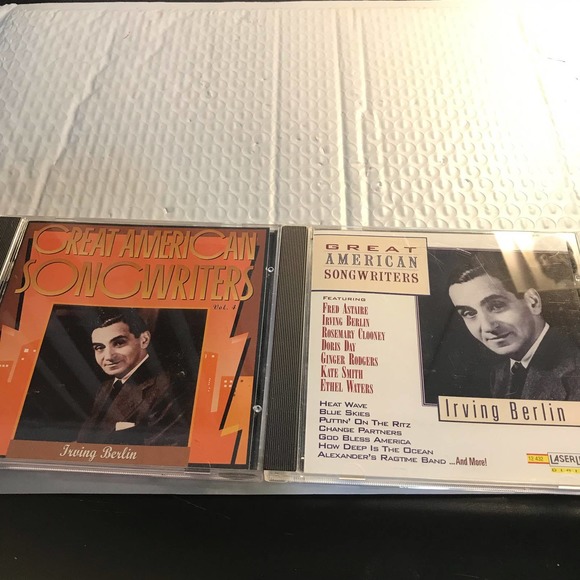 GREAT AMERICAN
SONGWRITERS
Vol. 4
Irving Berlin
GREAT
AMERICAN
SONGWRITERS
FEATURING
FRED ASTAIRE
IRVING BERLIN
ROSEMARY CLOONEY
DORIS DAY
GINGER RODGERS
KATE SMITH
ETHEL WATERS
HEAT WAVE
BLUE SKIES
PUTTIN' ON THE RITZ
CHANGE PARTNERS
GOD BLESS AMERICA
HOW DEEP IS THE OCEAN
ALEXANDER'S RAGTIME BAND ...AND MORE!
Irving Berlin